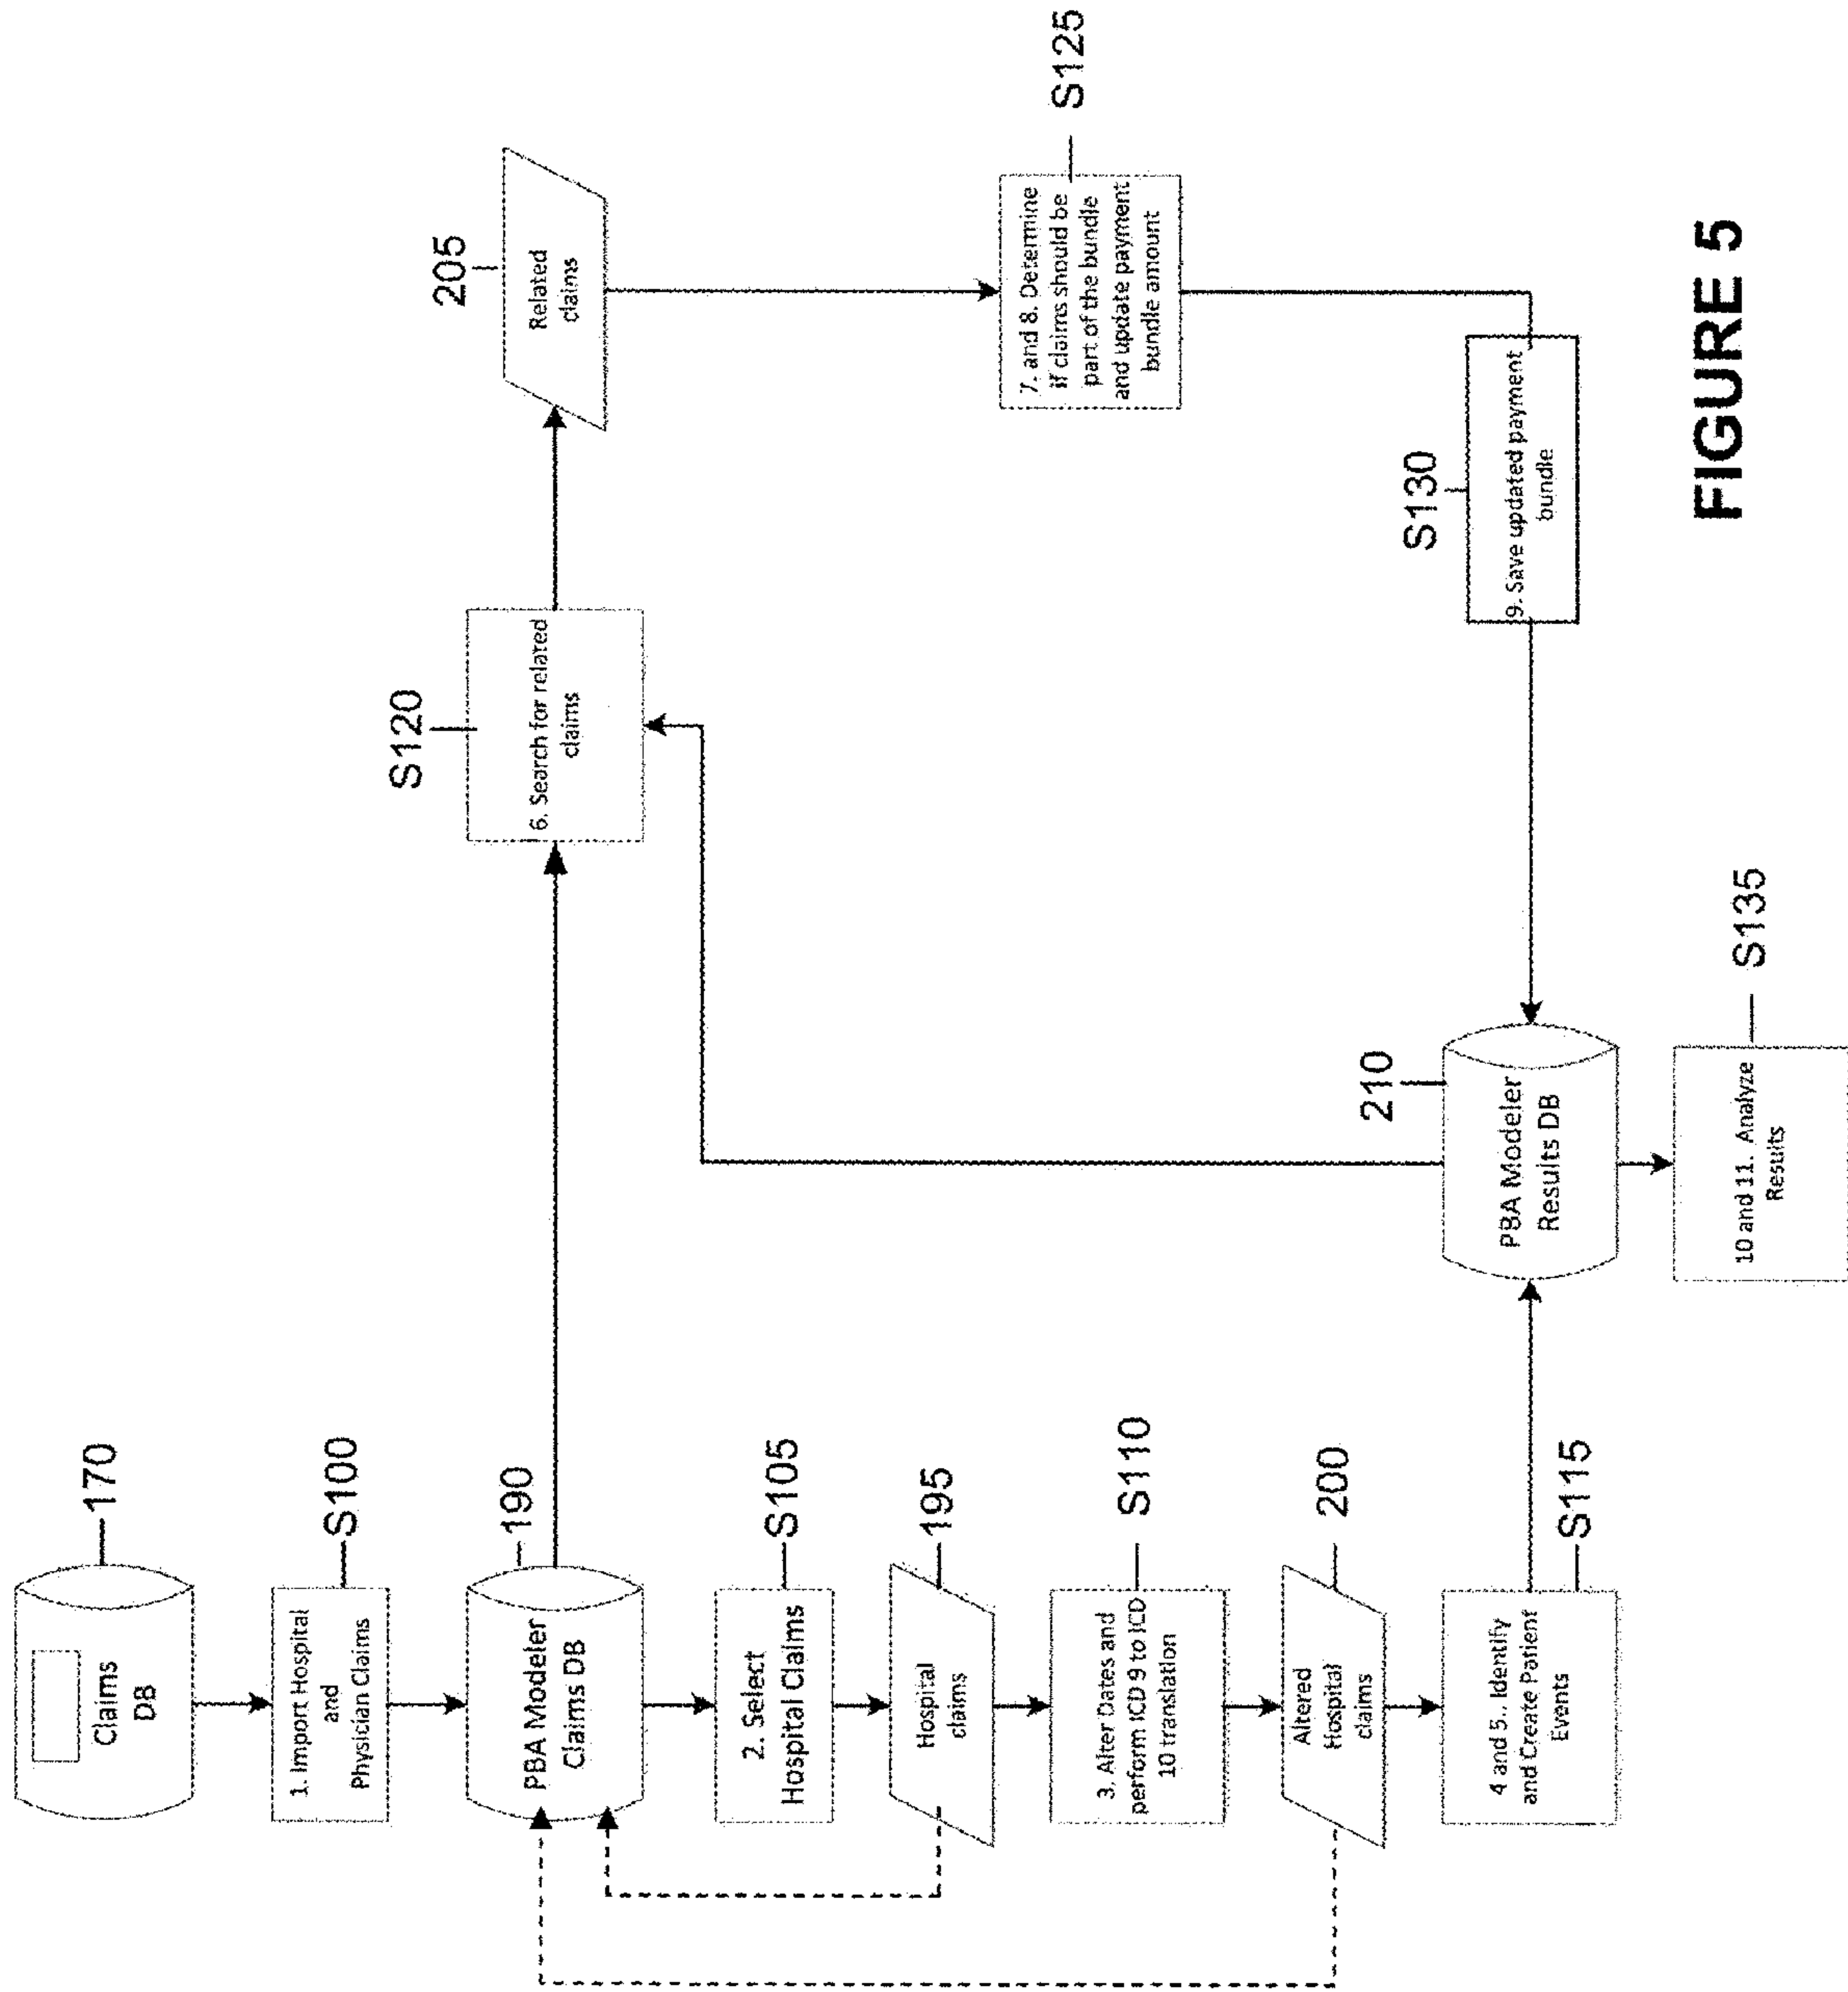 Claims
DB
170
1. Import Hospital
and
Physician Claims
S100
PBA Modeler
Claims DB
190
2. Select
Hospital Claims
S105
Hospital
claims
195
3. Alter Dates and
perform ICD 9 to ICD
10 translation
S110
Altered
Hospital
claims
200
4 and 5.. Identify
and Create Patient
Events
S115
S120
6. Search for related
claims
205
Related
claims
7. and 8. Determine
if claims should be
part of the bundle
and update payment
bundle amount
S125
S130
9. Save updated payment
bundle
210
PBA Modeler
Results DB
10 and 11. Analyze
Results
S135
FIGURE 5